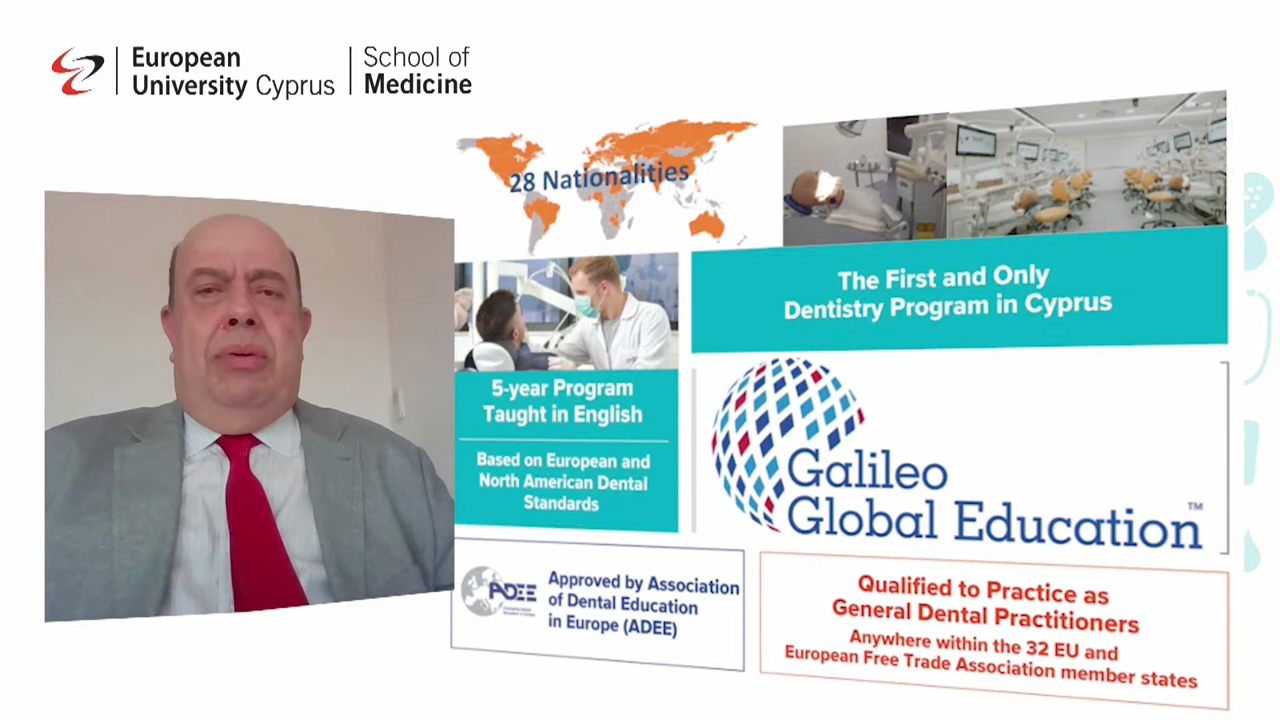 European
University Cyprus
School of
Medicine
28 Nationalities
The First and Only
Dentistry Program in Cyprus
5-year Program
Taught in English
Based on European and
North American Dental
Standards
Galileo
Global Education™
ADEE
Approved by Association
of Dental Education
in Europe (ADEE)
Qualified to Practice as
General Dental Practitioners
Anywhere within the 32 EU and
European Free Trade Association member states